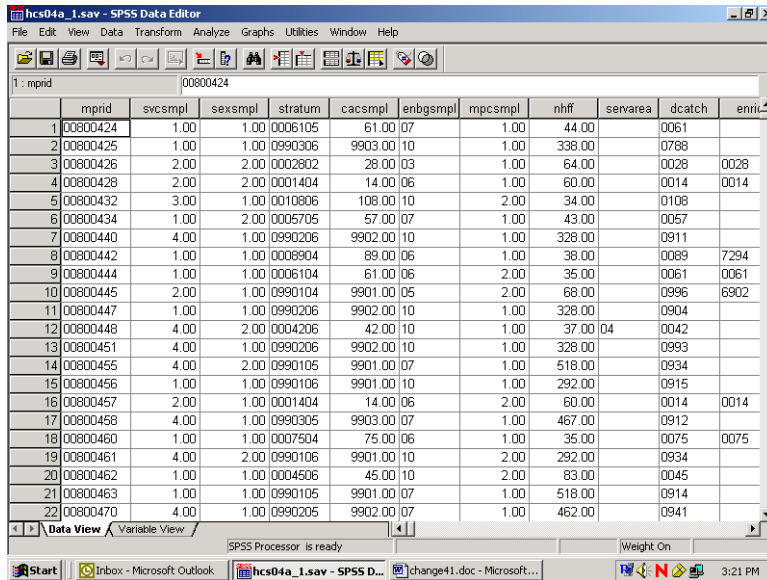 hcs04a_1.sav - SPSS Data Editor
File Edit View Data Transform Analyze Graphs Utilities Window Help
1 : mprid 00800424
mprid svcsmpl sexsmpl stratum cacsmpl enbgsmpl mpcsmpl nhff servarea dcatch enric
1 00800424 1.00 1.00 0006105 61.00 07 1.00 44.00 0061
2 00800425 1.00 1.00 0990306 9903.00 10 1.00 338.00 0788
3 00800426 2.00 2.00 0002802 28.00 03 1.00 64.00 0028 0028
4 00800428 2.00 2.00 0001404 14.00 06 1.00 60.00 0014 0014
5 00800432 3.00 1.00 0010806 108.00 10 2.00 34.00 0108
6 00800434 1.00 2.00 0005705 57.00 07 1.00 43.00 0057
7 00800440 4.00 1.00 0990206 9902.00 10 1.00 328.00 0911
8 00800442 1.00 1.00 0008904 89.00 06 1.00 38.00 0089 7294
9 00800444 1.00 1.00 0006104 61.00 06 2.00 35.00 0061 0061
10 00800445 2.00 1.00 0990104 9901.00 05 2.00 68.00 0996 6902
11 00800447 1.00 1.00 0990206 9902.00 10 1.00 328.00 0904
12 00800448 4.00 2.00 0004206 42.00 10 1.00 37.00 04 0042
13 00800451 4.00 1.00 0990206 9902.00 10 1.00 328.00 0993
14 00800455 4.00 2.00 0990105 9901.00 07 1.00 518.00 0934
15 00800456 1.00 1.00 0990106 9901.00 10 1.00 292.00 0915
16 00800457 2.00 1.00 0001404 14.00 06 2.00 60.00 0014 0014
17 00800458 4.00 1.00 0990305 9903.00 07 1.00 467.00 0912
18 00800460 1.00 1.00 0007504 75.00 06 1.00 35.00 0075 0075
19 00800461 4.00 2.00 0990106 9901.00 10 2.00 292.00 0934
20 00800462 1.00 1.00 0004506 45.00 10 2.00 83.00 0045
21 00800463 1.00 1.00 0990105 9901.00 07 1.00 518.00 0914
22 00800470 4.00 1.00 0990205 9902.00 07 1.00 462.00 0941
Data View Variable View
SPSS Processor is ready Weight On
Start Inbox - Microsoft Outlook hcs04a_1.sav - SPSS D... change41.doc - Microsoft... 3:21 PM